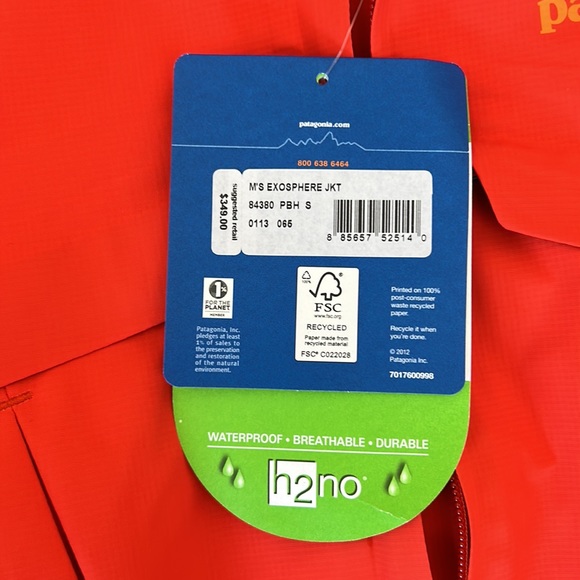 pa
patagonia.com
800 638 6464
M'S EXOSPHERE JKT
84380 PBH S
0113 065
8 85657 52514 0
suggested retail
$349.00
1%
FOR THE
PLANET
MEMBER
Patagonia, Inc.
pledges at least
1% of sales to
the preservation
and restoration
of the natural
environment.
100%
FSC
www.fsc.org
RECYCLED
Paper made from
recycled material
FSC® C022028
Printed on 100%
post-consumer
waste recycled
paper.
Recycle it when
you're done.
© 2012
Patagonia Inc.
7017600998
WATERPROOF • BREATHABLE • DURABLE
h2no®